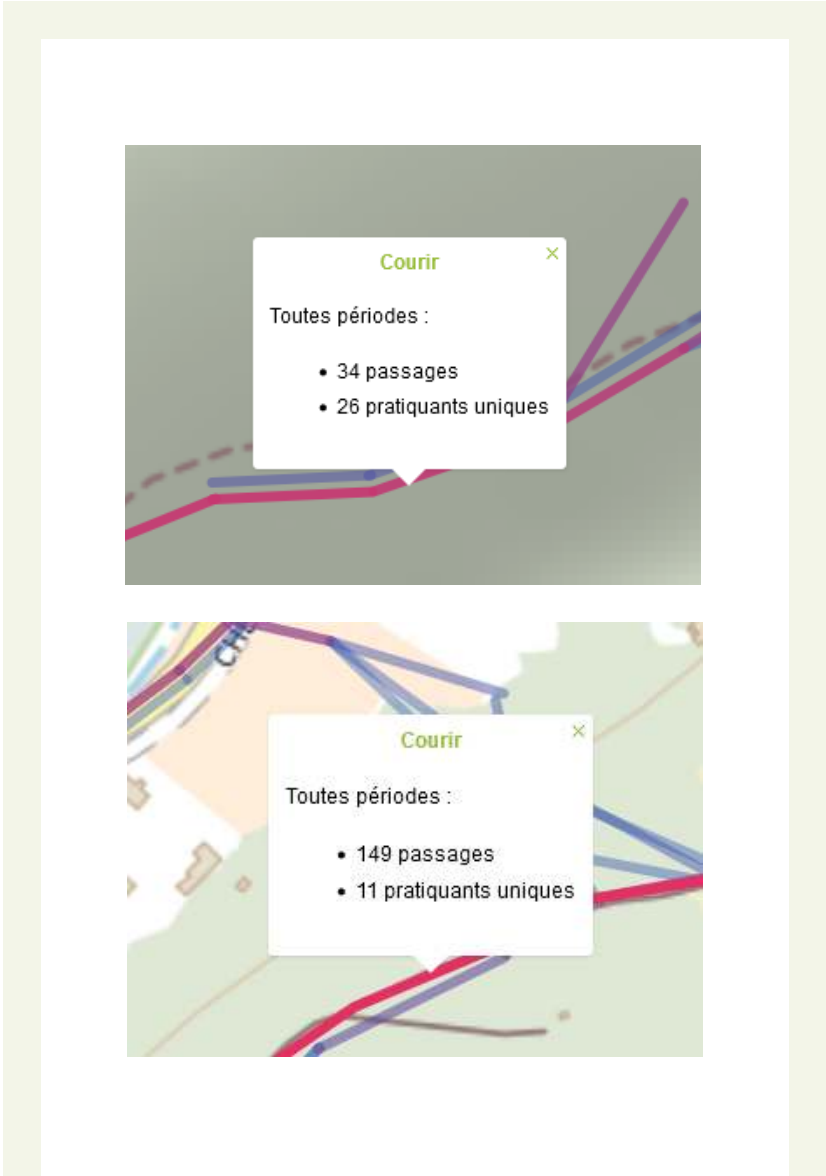 Courir ×
Toutes périodes :
• 34 passages
• 26 pratiquants uniques
Courir ×
Toutes périodes :
• 149 passages
• 11 pratiquants uniques